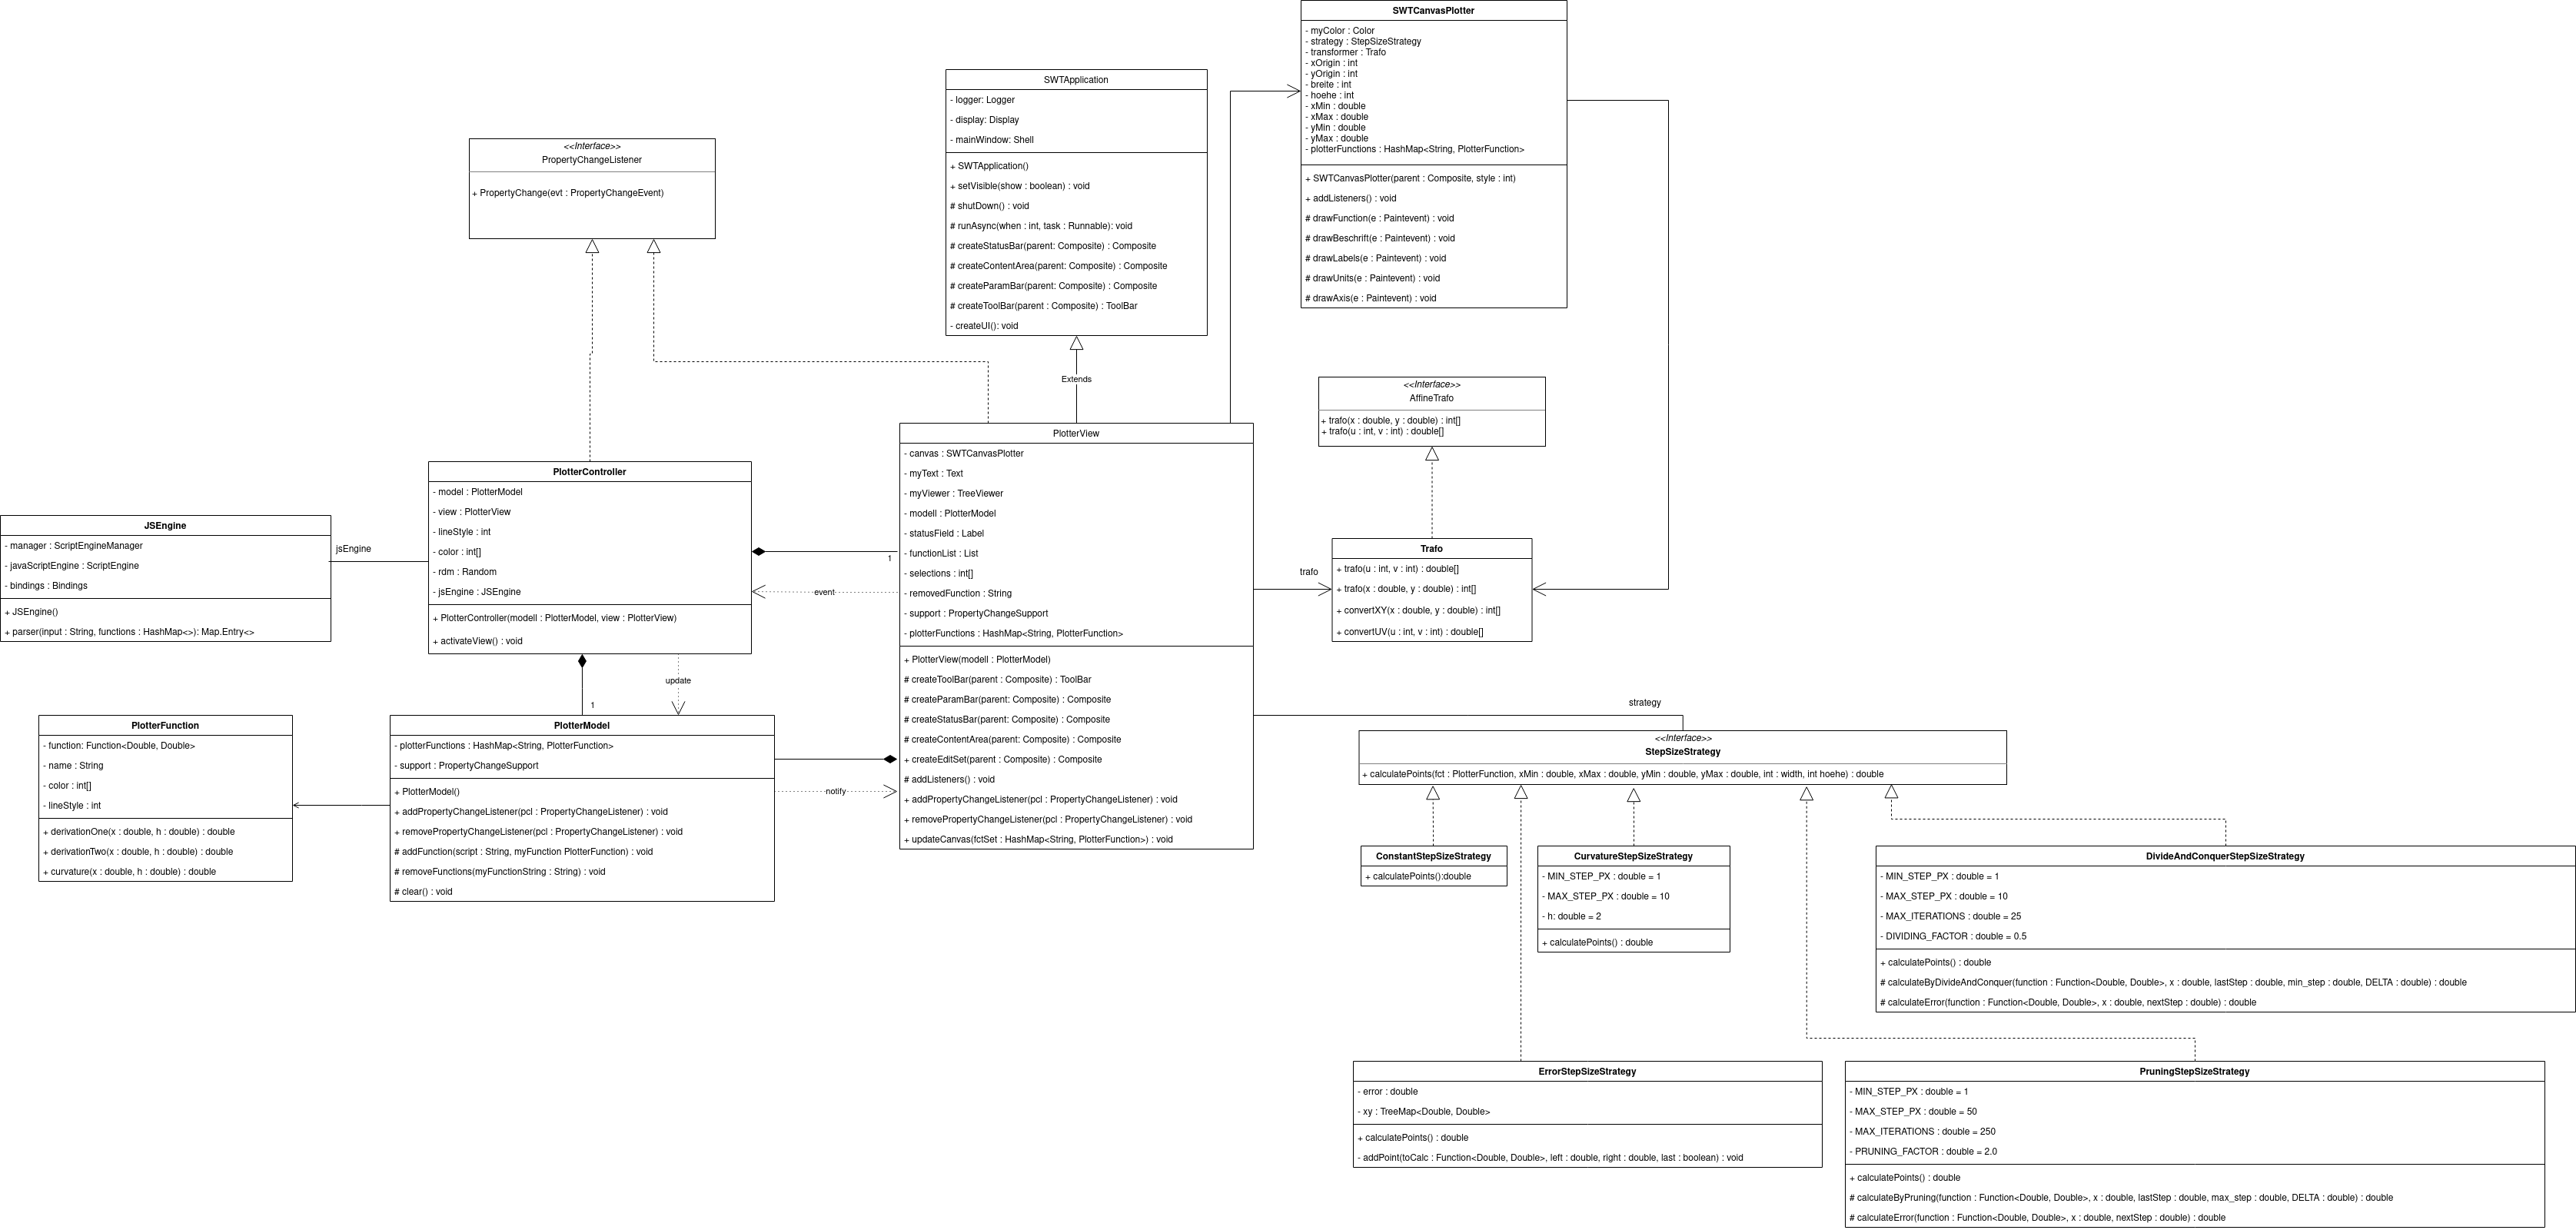 SWTCanvasPlotter
- myColor : Color
- strategy : StepSizeStrategy
- transformer : Trafo
- xOrigin : int
- yOrigin : int
- breite : int
- hoehe : int
- xMin : double
- xMax : double
- yMin : double
- yMax : double
- plotterFunctions : HashMap<String, PlotterFunction>
+ SWTCanvasPlotter(parent : Composite, style : int)
+ addListeners() : void
# drawFunction(e : Paintevent) : void
# drawBeschrift(e : Paintevent) : void
# drawLabels(e : Paintevent) : void
# drawUnits(e : Paintevent) : void
# drawAxis(e : Paintevent) : void
SWTApplication
- logger: Logger
- display: Display
- mainWindow: Shell
+ SWTApplication()
+ setVisible(show : boolean) : void
# shutDown() : void
# runAsync(when : int, task : Runnable): void
# createStatusBar(parent: Composite) : Composite
# createContentArea(parent: Composite) : Composite
# createParamBar(parent: Composite) : Composite
# createToolBar(parent : Composite) : ToolBar
- createUI(): void
<<Interface>>
PropertyChangeListener
+ PropertyChange(evt : PropertyChangeEvent)
Extends
<<Interface>>
AffineTrafo
+ trafo(x : double, y : double) : int[]
+ trafo(u : int, v : int) : double[]
PlotterView
- canvas : SWTCanvasPlotter
- myText : Text
- myViewer : TreeViewer
- modell : PlotterModel
- statusField : Label
- functionList : List
- selections : int[]
- removedFunction : String
- support : PropertyChangeSupport
- plotterFunctions : HashMap<String, PlotterFunction>
+ PlotterView(modell : PlotterModel)
# createToolBar(parent : Composite) : ToolBar
# createParamBar(parent: Composite) : Composite
# createStatusBar(parent: Composite) : Composite
# createContentArea(parent: Composite) : Composite
+ createEditSet(parent : Composite) : Composite
# addListeners() : void
+ addPropertyChangeListener(pcl : PropertyChangeListener) : void
+ removePropertyChangeListener(pcl : PropertyChangeListener) : void
+ updateCanvas(fctSet : HashMap<String, PlotterFunction>) : void
PlotterController
- model : PlotterModel
- view : PlotterView
- lineStyle : int
- color : int[]
- rdm : Random
- jsEngine : JSEngine
+ PlotterController(modell : PlotterModel, view : PlotterView)
+ activateView() : void
JSEngine
- manager : ScriptEngineManager
- javaScriptEngine : ScriptEngine
- bindings : Bindings
+ JSEngine()
+ parser(input : String, functions : HashMap<>): Map.Entry<>
jsEngine
1
event
update
1
notify
trafo
Trafo
+ trafo(u : int, v : int) : double[]
+ trafo(x : double, y : double) : int[]
+ convertXY(x : double, y : double) : int[]
+ convertUV(u : int, v : int) : double[]
PlotterFunction
- function: Function<Double, Double>
- name : String
- color : int[]
- lineStyle : int
+ derivationOne(x : double, h : double) : double
+ derivationTwo(x : double, h : double) : double
+ curvature(x : double, h : double) : double
PlotterModel
- plotterFunctions : HashMap<String, PlotterFunction>
- support : PropertyChangeSupport
+ PlotterModel()
+ addPropertyChangeListener(pcl : PropertyChangeListener) : void
+ removePropertyChangeListener(pcl : PropertyChangeListener) : void
# addFunction(script : String, myFunction PlotterFunction) : void
# removeFunctions(myFunctionString : String) : void
# clear() : void
strategy
<<Interface>>
StepSizeStrategy
+ calculatePoints(fct : PlotterFunction, xMin : double, xMax : double, yMin : double, yMax : double, int : width, int hoehe) : double
ConstantStepSizeStrategy
+ calculatePoints():double
CurvatureStepSizeStrategy
- MIN_STEP_PX : double = 1
- MAX_STEP_PX : double = 10
- h: double = 2
+ calculatePoints() : double
DivideAndConquerStepSizeStrategy
- MIN_STEP_PX : double = 1
- MAX_STEP_PX : double = 10
- MAX_ITERATIONS : double = 25
- DIVIDING_FACTOR : double = 0.5
+ calculatePoints() : double
# calculateByDivideAndConquer(function : Function<Double, Double>, x : double, lastStep : double, min_step : double, DELTA : double) : double
# calculateError(function : Function<Double, Double>, x : double, nextStep : double) : double
ErrorStepSizeStrategy
- error : double
- xy : TreeMap<Double, Double>
+ calculatePoints() : double
- addPoint(toCalc : Function<Double, Double>, left : double, right : double, last : boolean) : void
PruningStepSizeStrategy
- MIN_STEP_PX : double = 1
- MAX_STEP_PX : double = 50
- MAX_ITERATIONS : double = 250
- PRUNING_FACTOR : double = 2.0
+ calculatePoints() : double
# calculateByPruning(function : Function<Double, Double>, x : double, lastStep : double, max_step : double, DELTA : double) : double
# calculateError(function : Function<Double, Double>, x : double, nextStep : double) : double